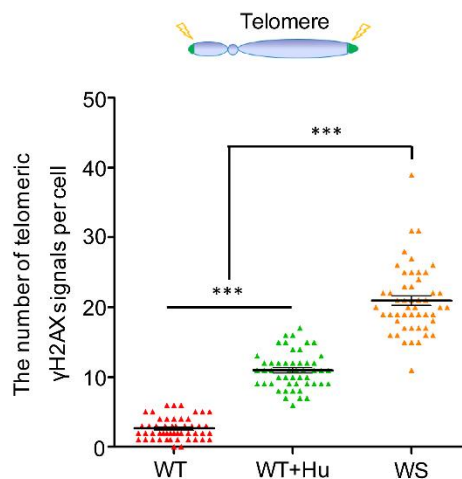 Telomere
The number of telomeric
γH2AX signals per cell
50
40
30
20
10
0
***
***
WT
WT+Hu
WS